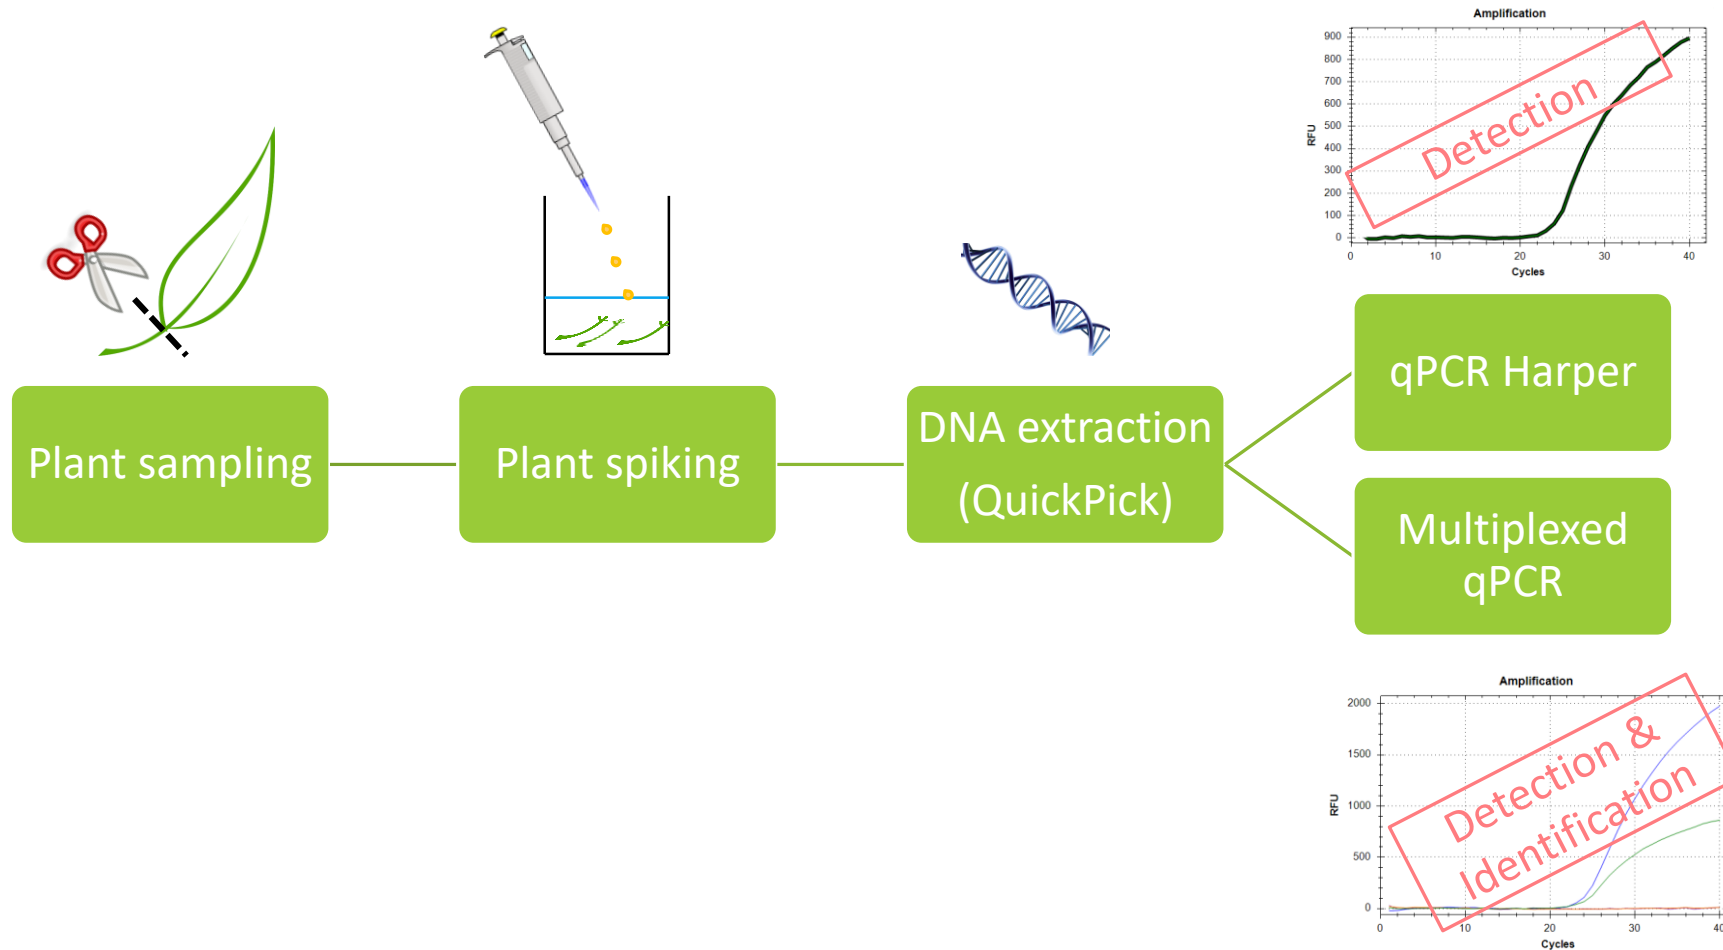 Plant sampling
Plant spiking
DNA extraction
(QuickPick)
qPCR Harper
Multiplexed
qPCR
Amplification
RFU
900
800
700
600
500
400
300
200
100
0
0
10
20
30
40
Cycles
Detection
Amplification
RFU
2000
1500
1000
500
0
0
10
20
30
40
Cycles
Detection &
Identification